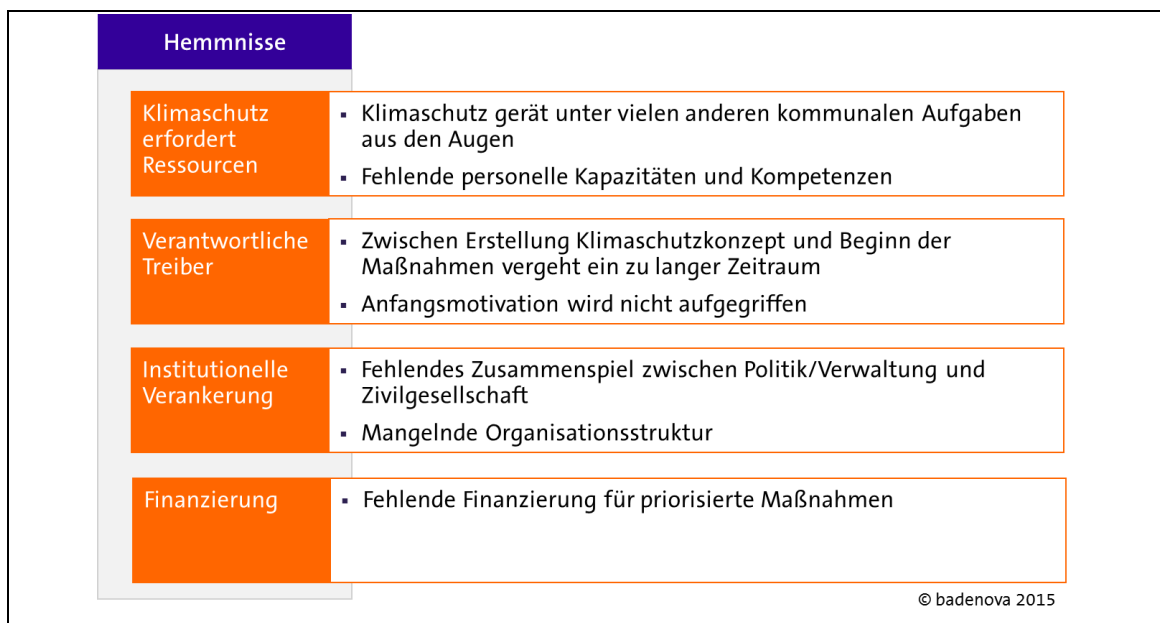 Hemmnisse
Klimaschutz
erfordert
Ressourcen
▪ Klimaschutz gerät unter vielen anderen kommunalen Aufgaben
aus den Augen
▪ Fehlende personelle Kapazitäten und Kompetenzen
Verantwortliche
Treiber
▪ Zwischen Erstellung Klimaschutzkonzept und Beginn der
Maßnahmen vergeht ein zu langer Zeitraum
▪ Anfangsmotivation wird nicht aufgegriffen
Institutionelle
Verankerung
▪ Fehlendes Zusammenspiel zwischen Politik/Verwaltung und
Zivilgesellschaft
▪ Mangelnde Organisationsstruktur
Finanzierung
▪ Fehlende Finanzierung für priorisierte Maßnahmen
© badenova 2015